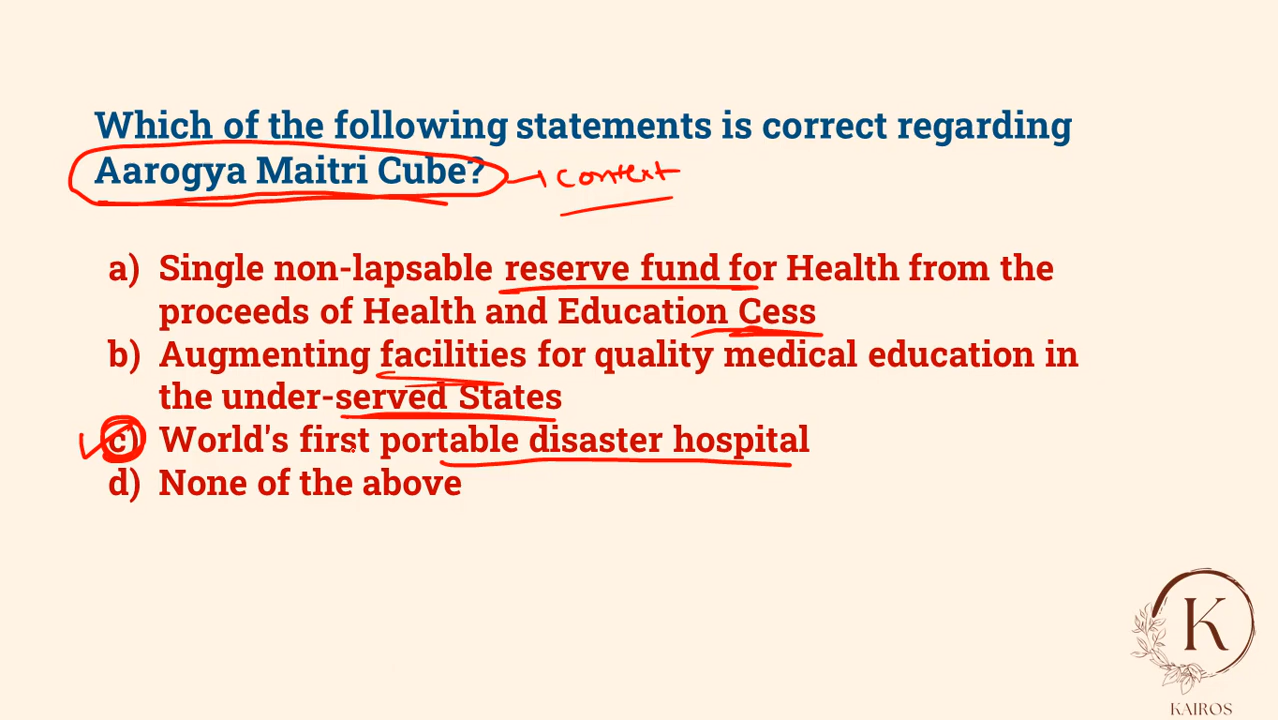 Which of the following statements is correct regarding
Aarogya Maitri Cube? context
a) Single non-lapsable reserve fund for Health from the
proceeds of Health and Education Cess
b) Augmenting facilities for quality medical education in
the under-served States
c) World's first portable disaster hospital
d) None of the above
K
KAIROS